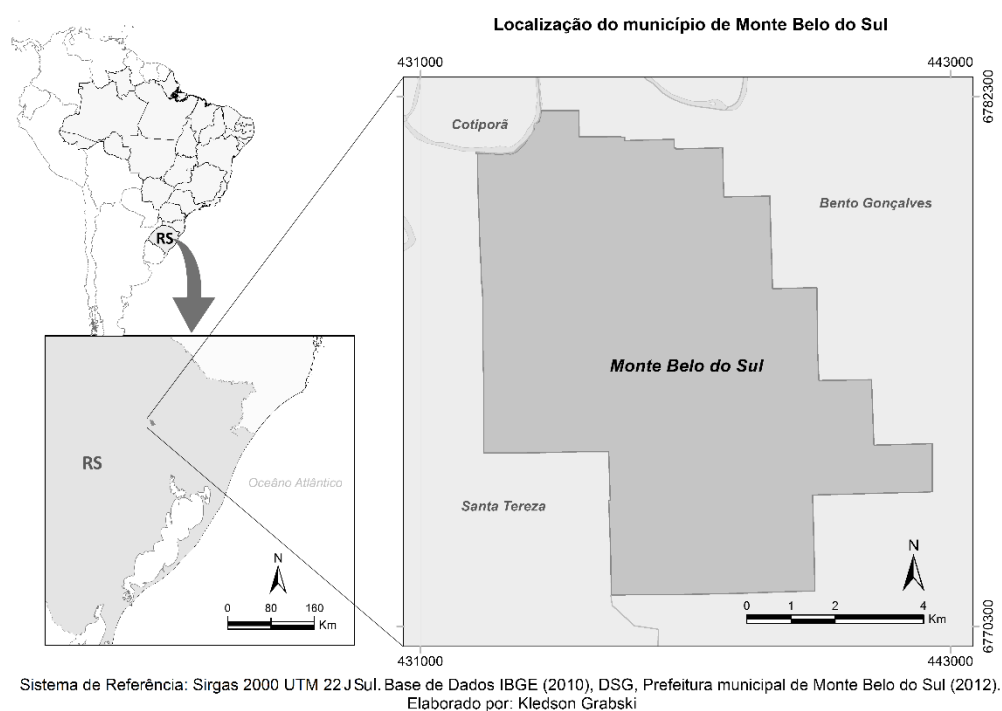 Localização do município de Monte Belo do Sul
431000
443000
6782300
Cotiporã
Bento Gonçalves
RS
Monte Belo do Sul
RS
Oceâno Atlântico
Santa Tereza
N
0 80 160
Km
N
0 1 2 4
Km
6770300
431000
443000
Sistema de Referência: Sirgas 2000 UTM 22 J Sul. Base de Dados IBGE (2010), DSG, Prefeitura municipal de Monte Belo do Sul (2012).
Elaborado por: Kledson Grabski